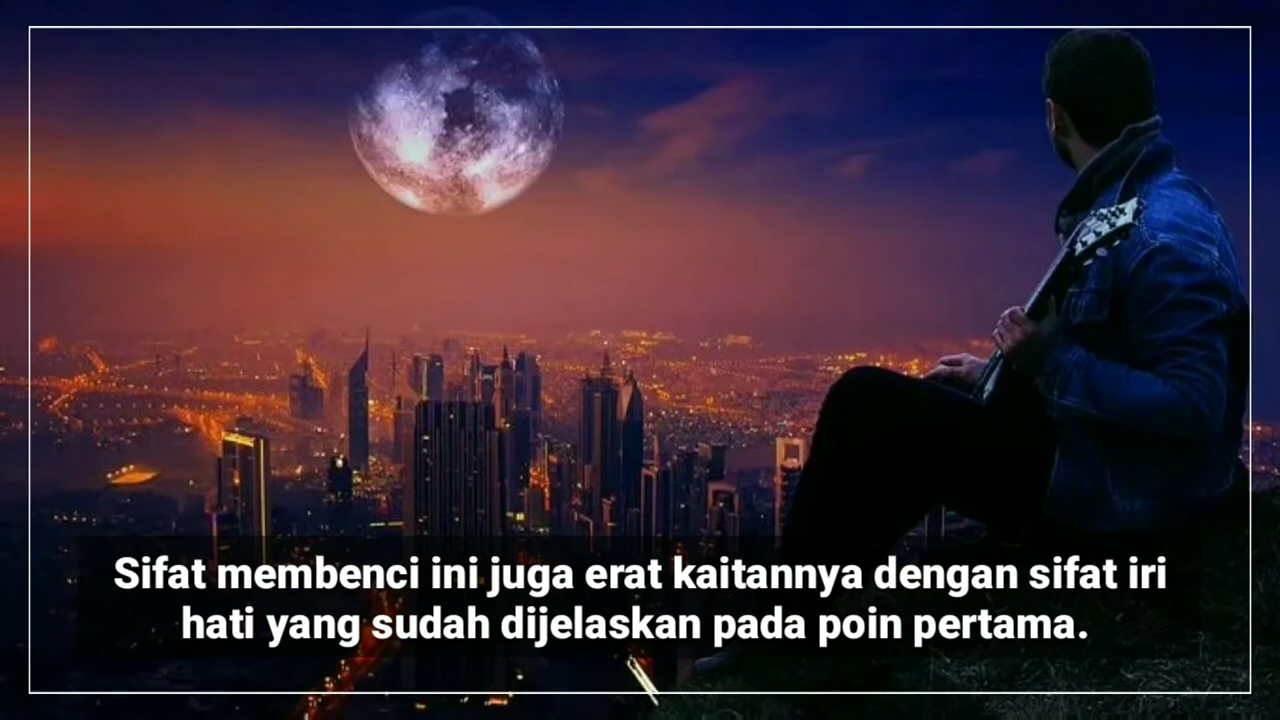 Sifat membenci ini juga erat kaitannya dengan sifat iri
hati yang sudah dijelaskan pada poin pertama.